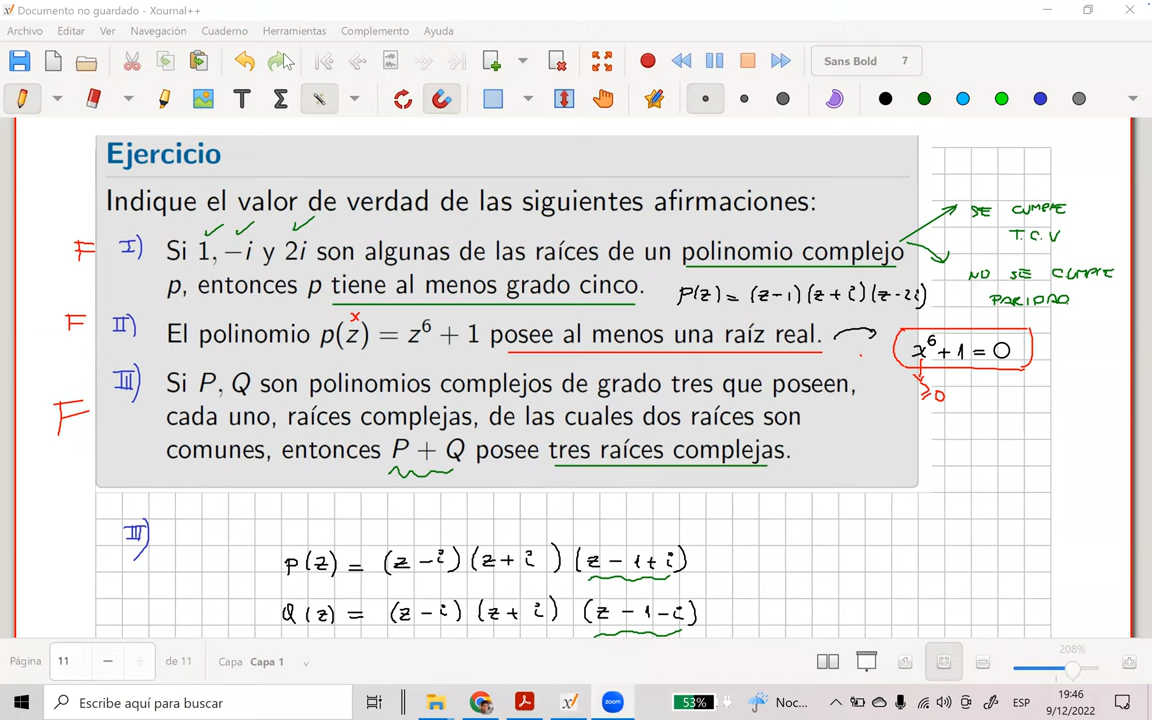 Documento no guardado - Xournal++
Archivo Editar Ver Navegación Cuaderno Herramientas Complemento Ayuda
Sans Bold 7
Ejercicio
Indique el valor de verdad de las siguientes afirmaciones:
F I) Si 1, −i y 2i son algunas de las raíces de un polinomio complejo
p, entonces p tiene al menos grado cinco.
SE CUMPLE
T.C.V
NO SE CUMPLE
PARIDAD
P(z) = (z-1)(z+i)(z-2i)
F II) El polinomio p(z) = z⁶ + 1 posee al menos una raíz real.
x
x⁶+1=0
≥0
F III) Si P, Q son polinomios complejos de grado tres que poseen,
cada uno, raíces complejas, de las cuales dos raíces son
comunes, entonces P + Q posee tres raíces complejas.
III)
P(z) = (z-i)(z+i)(z-1+i)
Q(z) = (z-i)(z+i)(z-1-i)
Página 11 de 11 Capa Capa 1
208%
Escribe aquí para buscar
zoom
53%
Noc...
ESP
19:46
9/12/2022